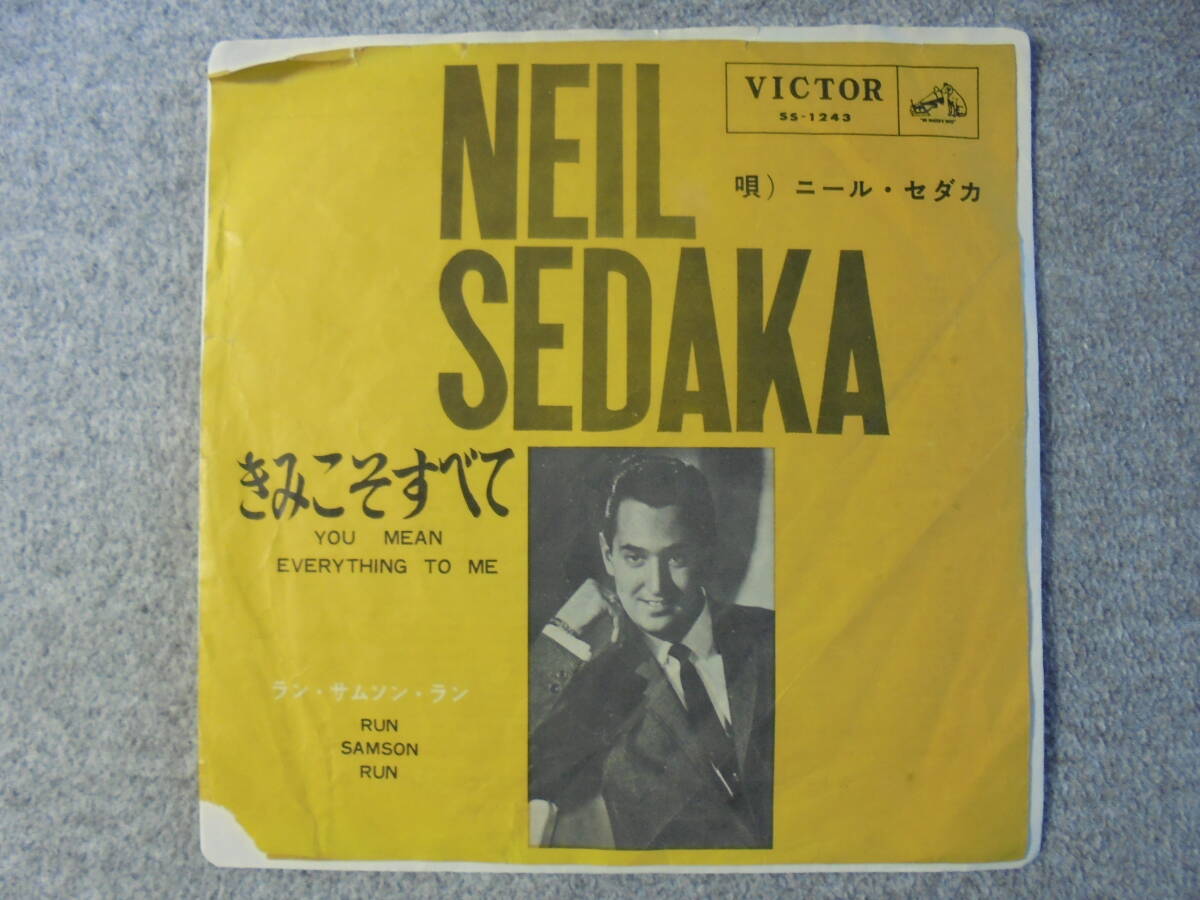 NEIL
SEDAKA
VICTOR
SS-1243
唄) ニール・セダカ
きみこそすべて
YOU MEAN
EVERYTHING TO ME
ラン・サムソン・ラン
RUN
SAMSON
RUN